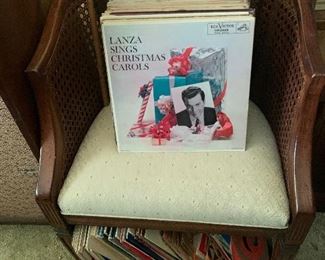 LANZA
SINGS
CHRISTMAS
CAROLS
RCA VICTOR